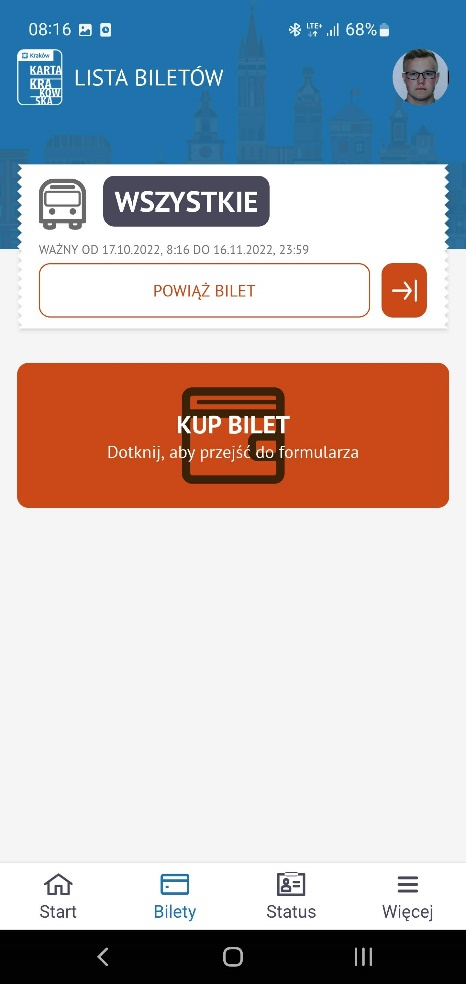 08:16
LTE+
68%
Kraków
KARTA
KRA
KOW
SKA
LISTA BILETÓW
WSZYSTKIE
WAŻNY OD 17.10.2022, 8:16 DO 16.11.2022, 23:59
POWIĄŻ BILET
KUP BILET
Dotknij, aby przejść do formularza
Start
Bilety
Status
Więcej